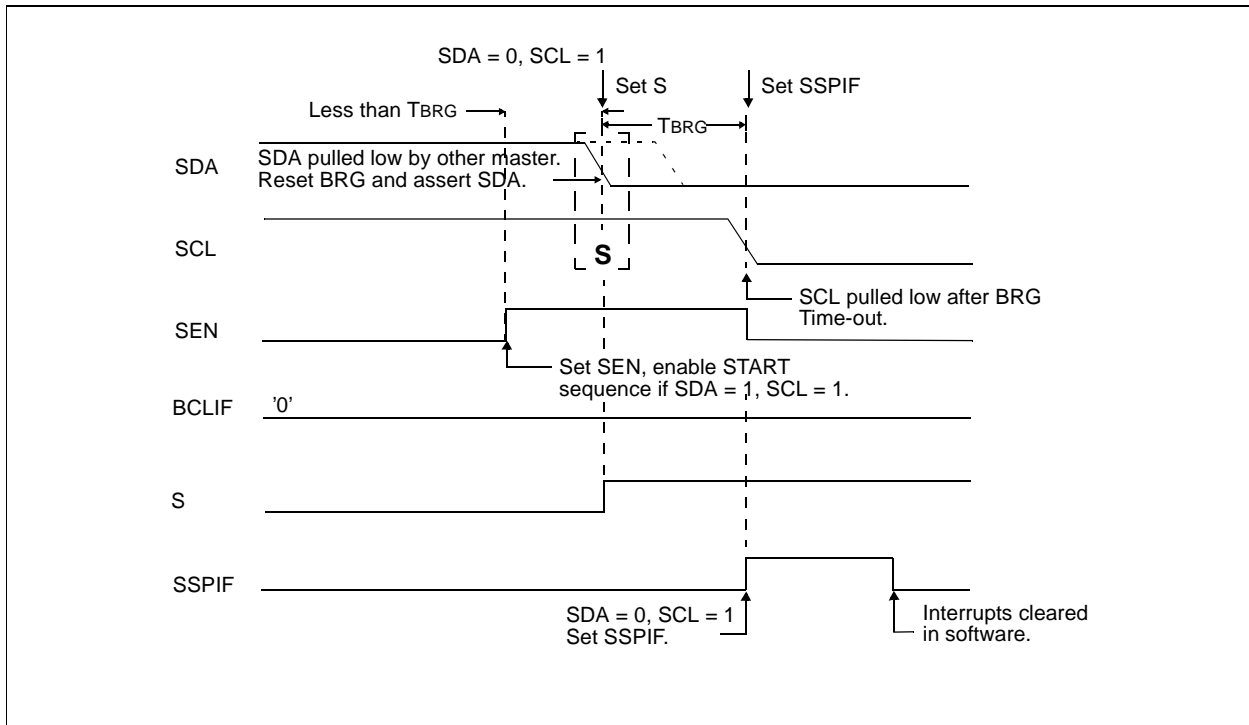 SDA = 0, SCL = 1
Set S
Set SSPIF
Less than TBRG
TBRG
SDA
SDA pulled low by other master.
Reset BRG and assert SDA.
SCL
S
SCL pulled low after BRG
Time-out.
SEN
Set SEN, enable START
sequence if SDA = 1, SCL = 1.
BCLIF
'0'
S
SSPIF
SDA = 0, SCL = 1
Set SSPIF.
Interrupts cleared
in software.